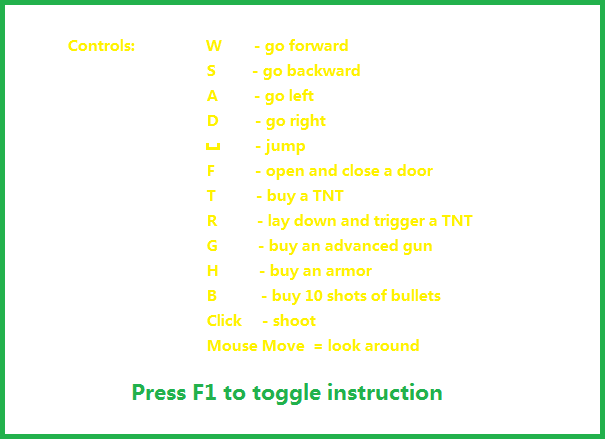 Controls: W - go forward
S - go backward
A - go left
D - go right
⎵ - jump
F - open and close a door
T - buy a TNT
R - lay down and trigger a TNT
G - buy an advanced gun
H - buy an armor
B - buy 10 shots of bullets
Click - shoot
Mouse Move = look around
Press F1 to toggle instruction